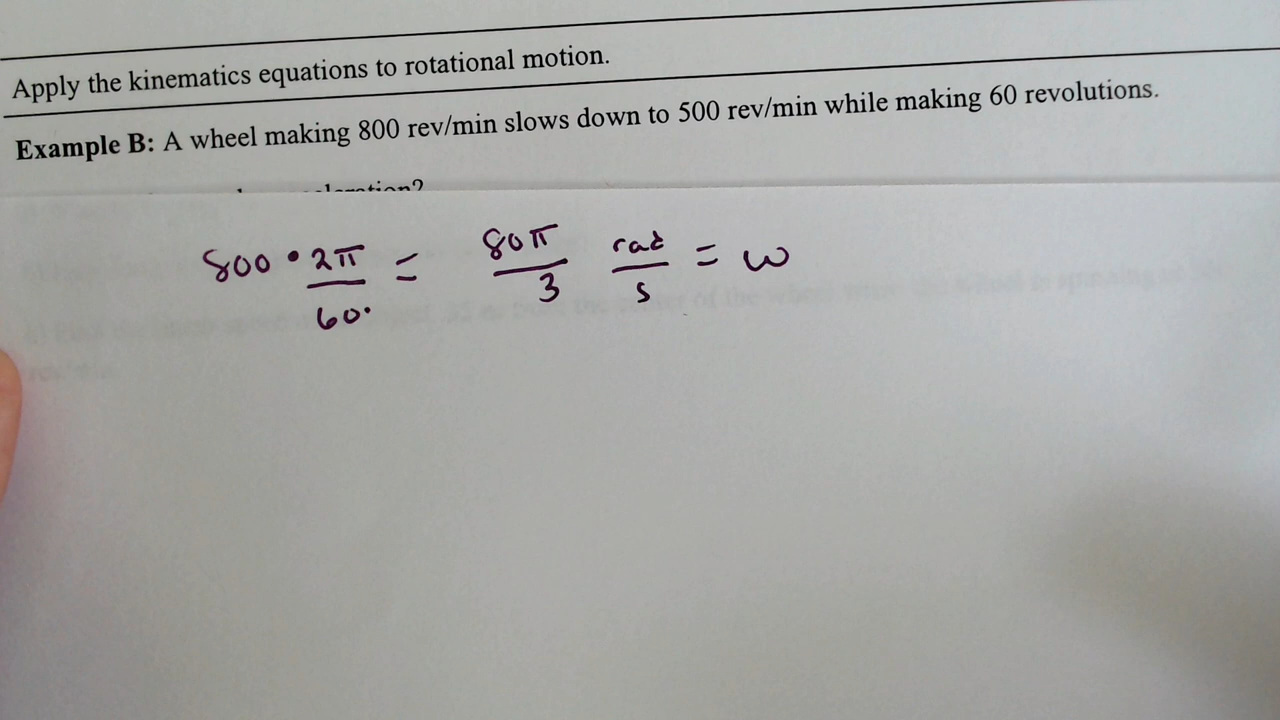 Apply the kinematics equations to rotational motion.
Example B: A wheel making 800 rev/min slows down to 500 rev/min while making 60 revolutions.
800 • 2π/60. = 80π/3 rad/s = ω